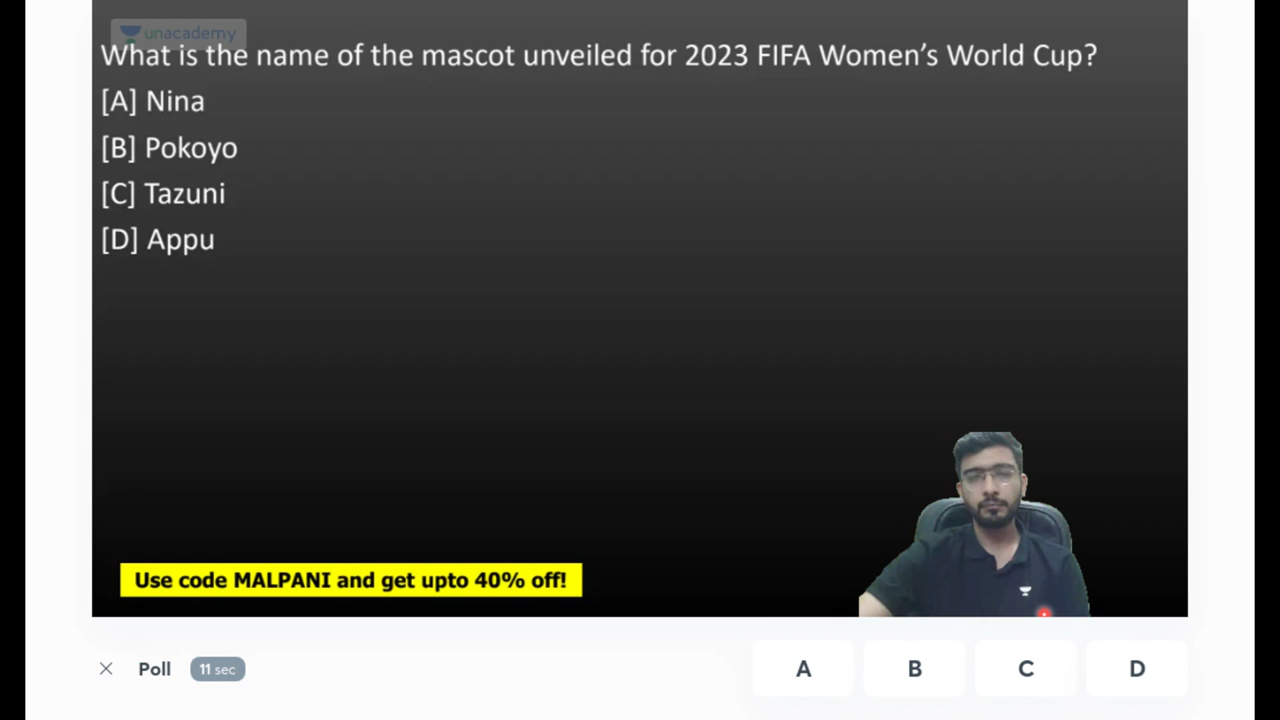 unacademy
What is the name of the mascot unveiled for 2023 FIFA Women’s World Cup?
[A] Nina
[B] Pokoyo
[C] Tazuni
[D] Appu
Use code MALPANI and get upto 40% off!
Poll 11 sec A B C D